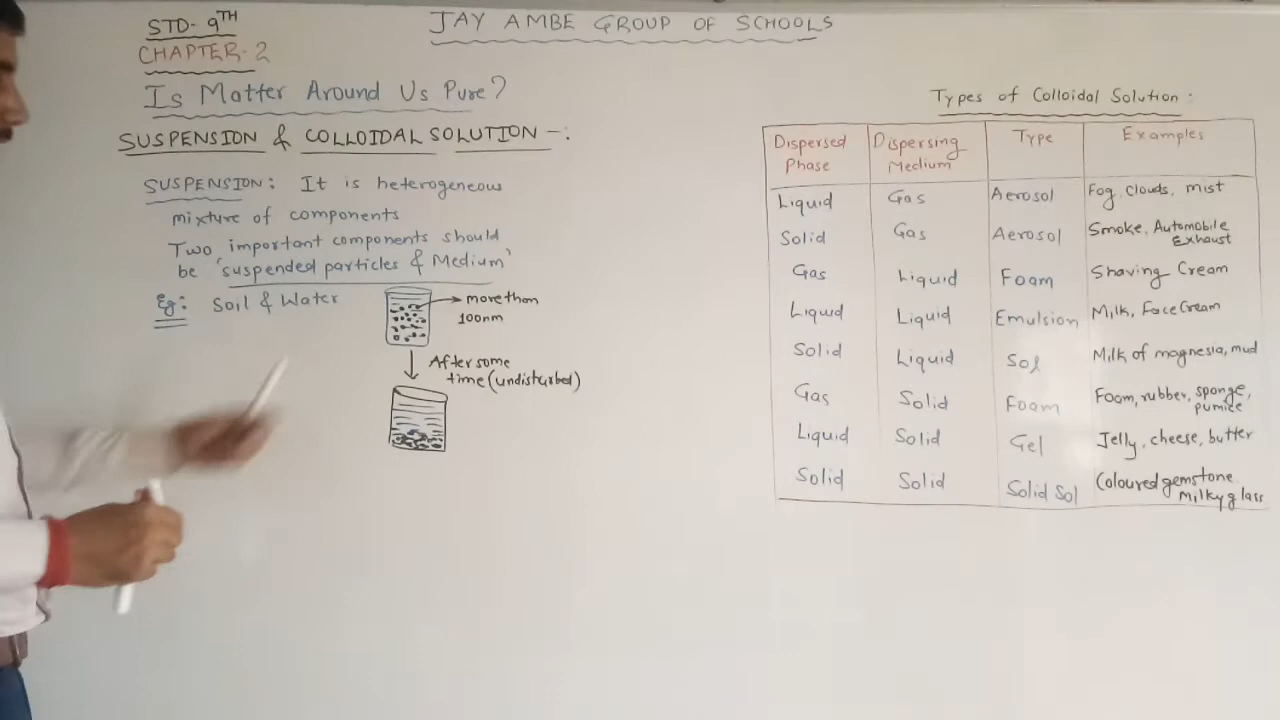 STD- 9TH
JAY AMBE GROUP OF SCHOOLS
CHAPTER-2
Is Matter Around Us Pure?
SUSPENSION & COLLOIDAL SOLUTION -:
SUSPENSION: It is heterogeneous
mixture of components
Two important components should
be 'suspended particles & Medium'
Eg: Soil & Water
more than
100nm
After some
time (undisturbed)
Types of Colloidal Solution:
Dispersed Phase | Dispersing Medium | Type | Examples
Liquid | Gas | Aerosol | Fog, clouds, mist
Solid | Gas | Aerosol | Smoke, Automobile Exhaust
Gas | Liquid | Foam | Shaving Cream
Liquid | Liquid | Emulsion | Milk, Face Cream
Solid | Liquid | Sol | Milk of magnesia, mud
Gas | Solid | Foam | Foam, rubber, sponge, pumice
Liquid | Solid | Gel | Jelly, cheese, butter
Solid | Solid | Solid Sol | Coloured gemstone Milky glass